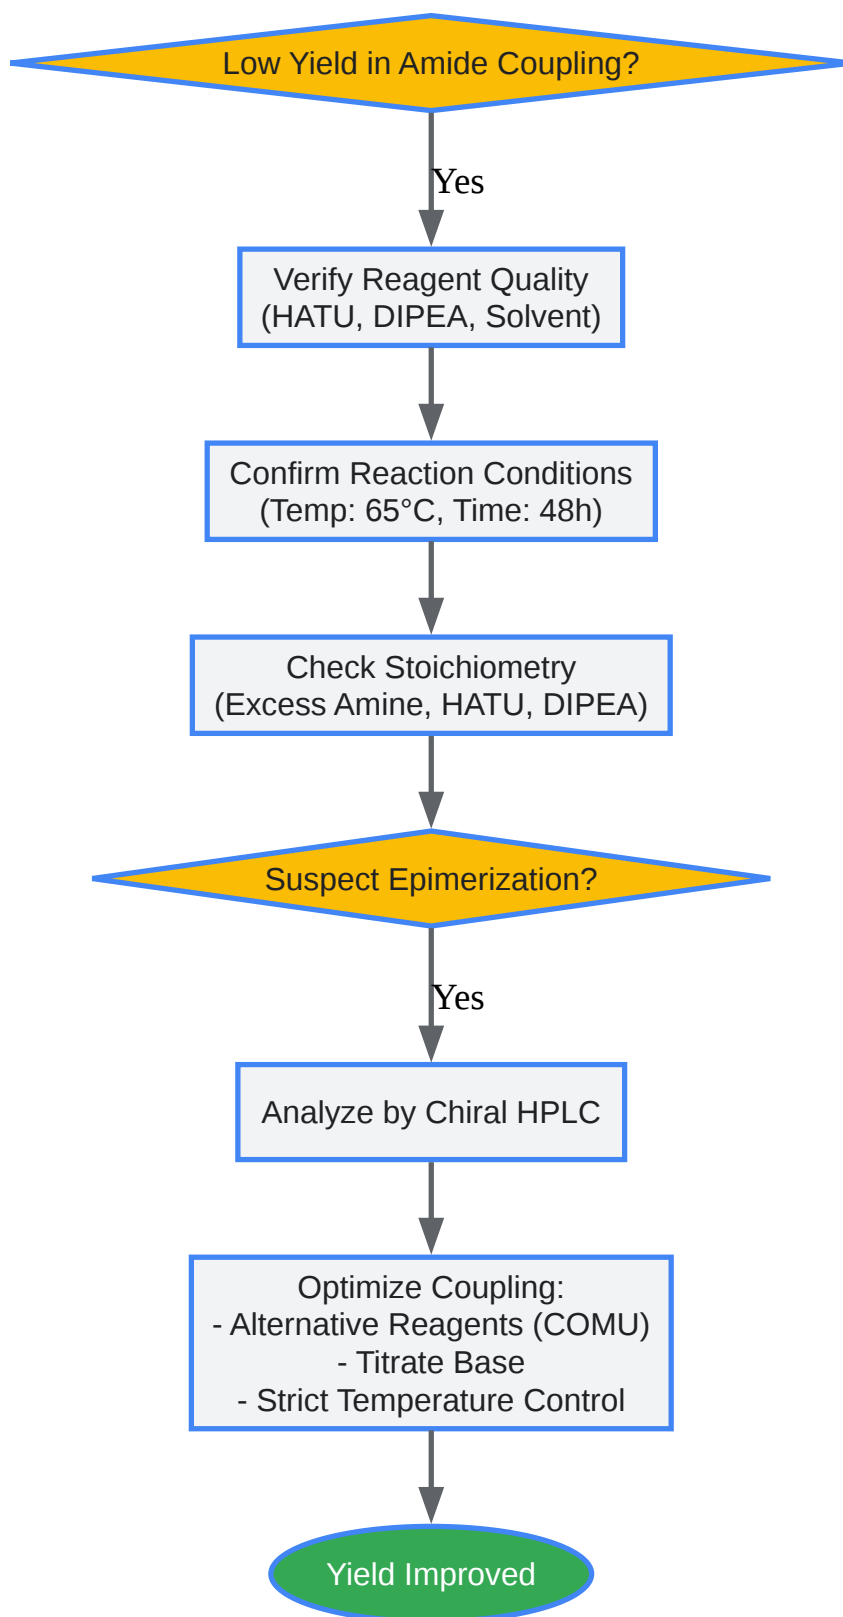 Low Yield in Amide Coupling?
Yes
Verify Reagent Quality
(HATU, DIPEA, Solvent)
Confirm Reaction Conditions
(Temp: 65°C, Time: 48h)
Check Stoichiometry
(Excess Amine, HATU, DIPEA)
Suspect Epimerization?
Yes
Analyze by Chiral HPLC
Optimize Coupling:
- Alternative Reagents (COMU)
- Titrate Base
- Strict Temperature Control
Yield Improved